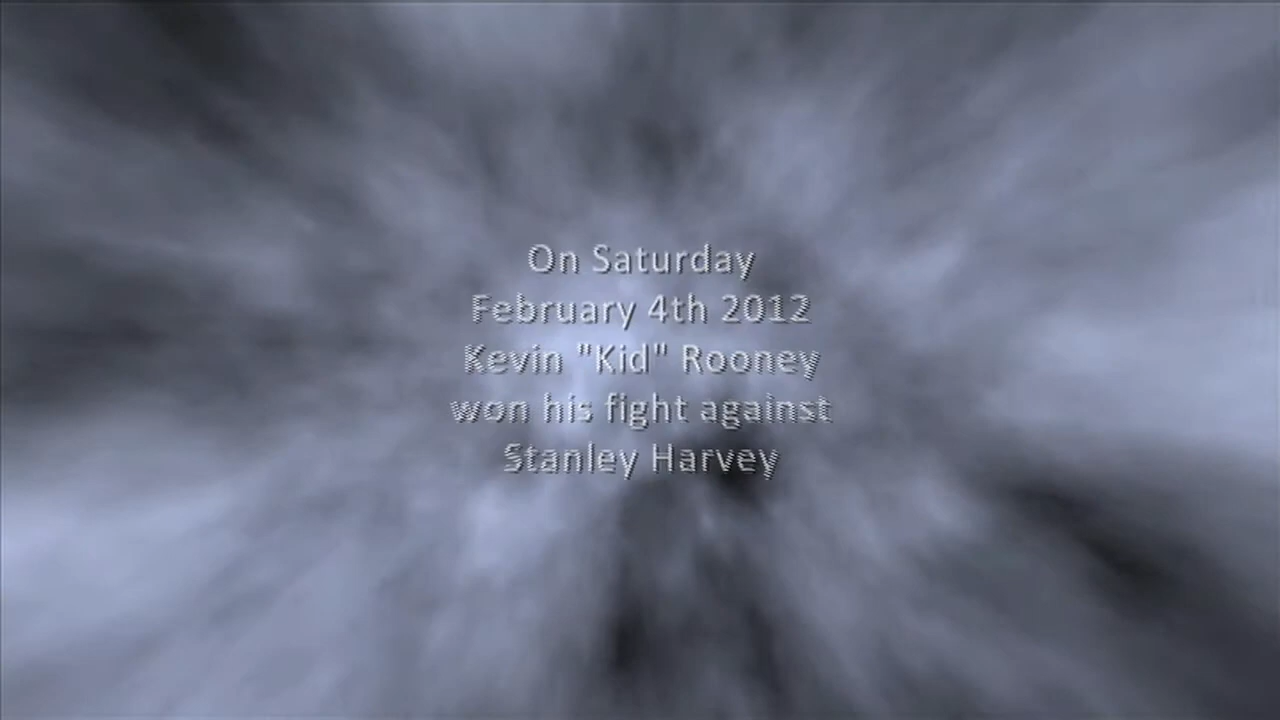 On Saturday
February 4th 2012
Kevin "Kid" Rooney
won his fight against
Stanley Harvey